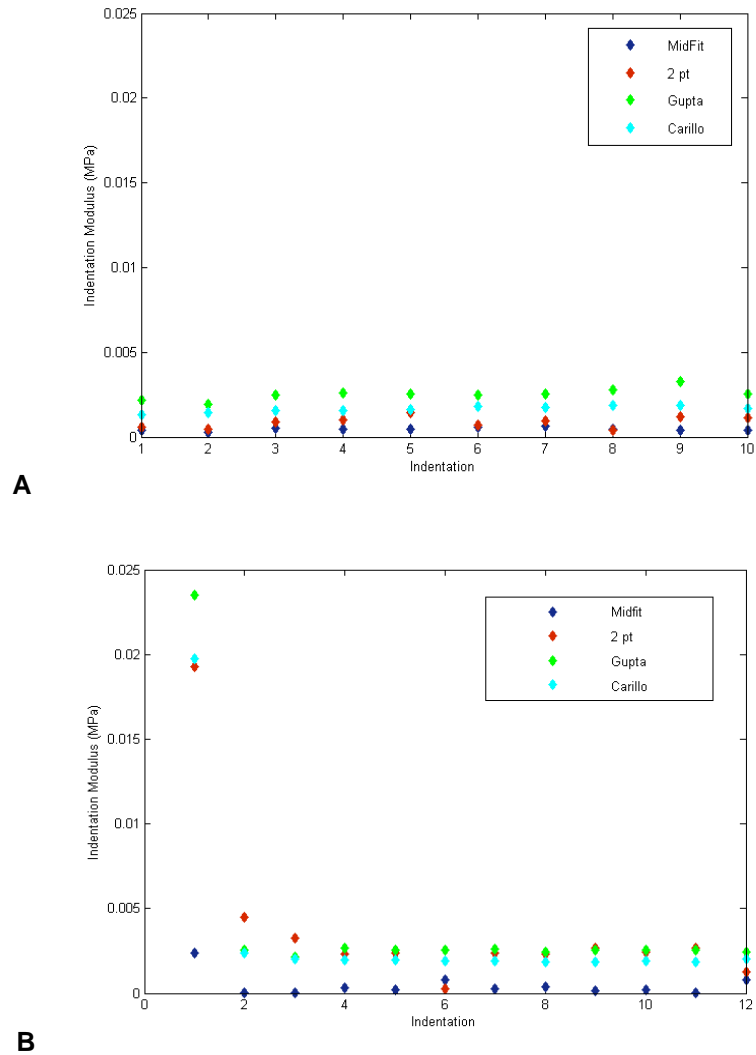 0.025
0.02
0.015
0.01
0.005
0
Indentation Modulus (MPa)
MidFit
2 pt
Gupta
Carillo
1 2 3 4 5 6 7 8 9 10
Indentation
A
0.025
0.02
0.015
0.01
0.005
0
Indentation Modulus (MPa)
Midfit
2 pt
Gupta
Carillo
0 2 4 6 8 10 12
Indentation
B